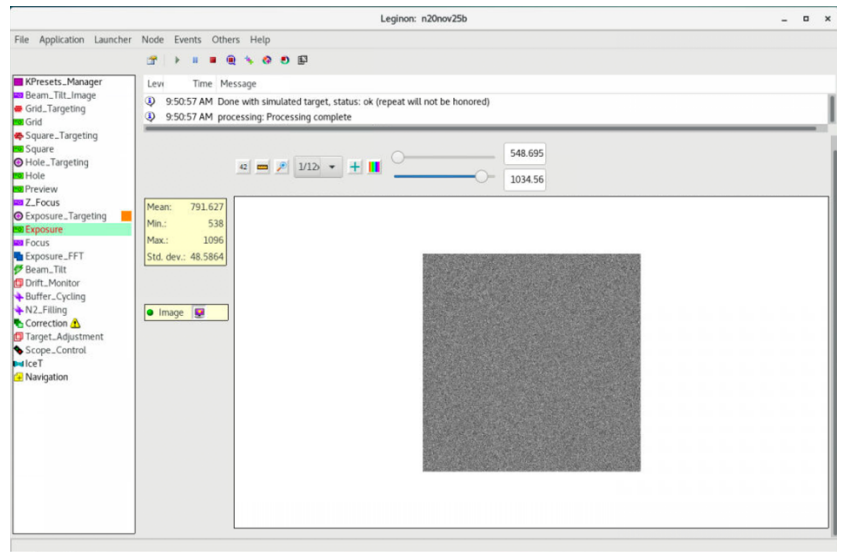 Leginon: n20nov25b
File Application Launcher Node Events Others Help
KPresets_Manager
Beam_Tilt_Image
Grid_Targeting
Grid
Square_Targeting
Square
Hole_Targeting
Hole
Preview
Z_Focus
Exposure_Targeting
Exposure
Focus
Exposure_FFT
Beam_Tilt
Drift_Monitor
Buffer_Cycling
N2_Filling
Correction
Target_Adjustment
Scope_Control
IceT
Navigation
Leve Time Message
9:50:57 AM Done with simulated target, status: ok (repeat will not be honored)
9:50:57 AM processing: Processing complete
42 548.695
1034.56
Mean: 791.627
Min.: 538
Max.: 1096
Std. dev.: 48.5864
Image